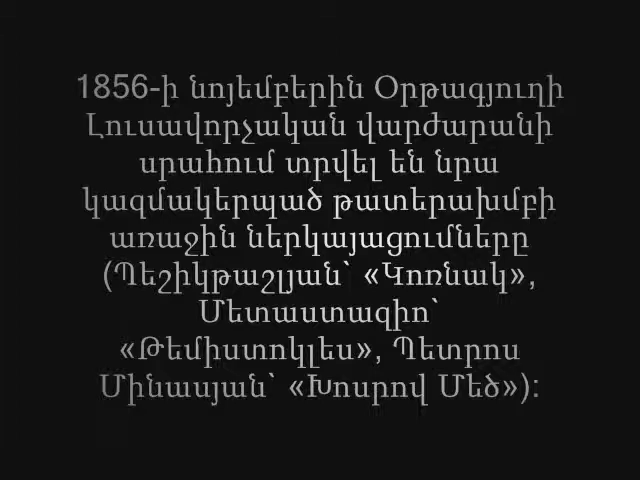 1856-ի նոյեմբերին Օրթագյուղի
Լուսավորչական վարժարանի
սրահում տրվել են նրա
կազմակերպած թատերախմբի
առաջին ներկայացումները
(Պեշիկթաշլյան՝ «Կոռնակ»,
Մետաստազիո՝
«Թեմիստոկլես», Պետրոս
Մինասյան՝ «Խոսրով Մեծ»):